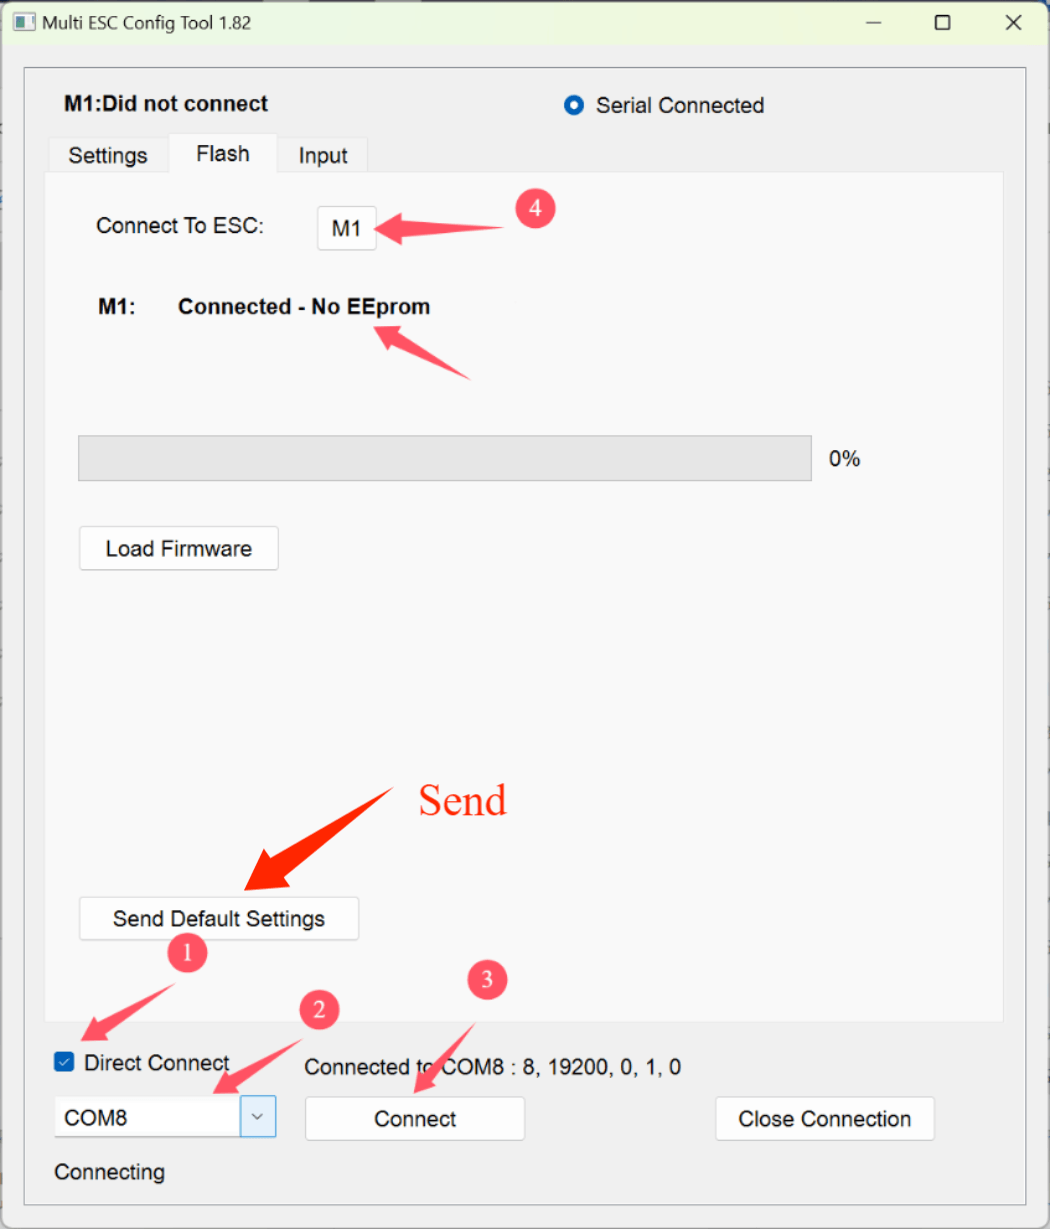 Multi ESC Config Tool 1.82
M1:Did not connect
Serial Connected
Settings
Flash
Input
Connect To ESC:
M1
4
M1:
Connected - No EEprom
0%
Load Firmware
Send
Send Default Settings
1
3
2
Direct Connect
Connected to COM8 : 8, 19200, 0, 1, 0
COM8
Connect
Close Connection
Connecting